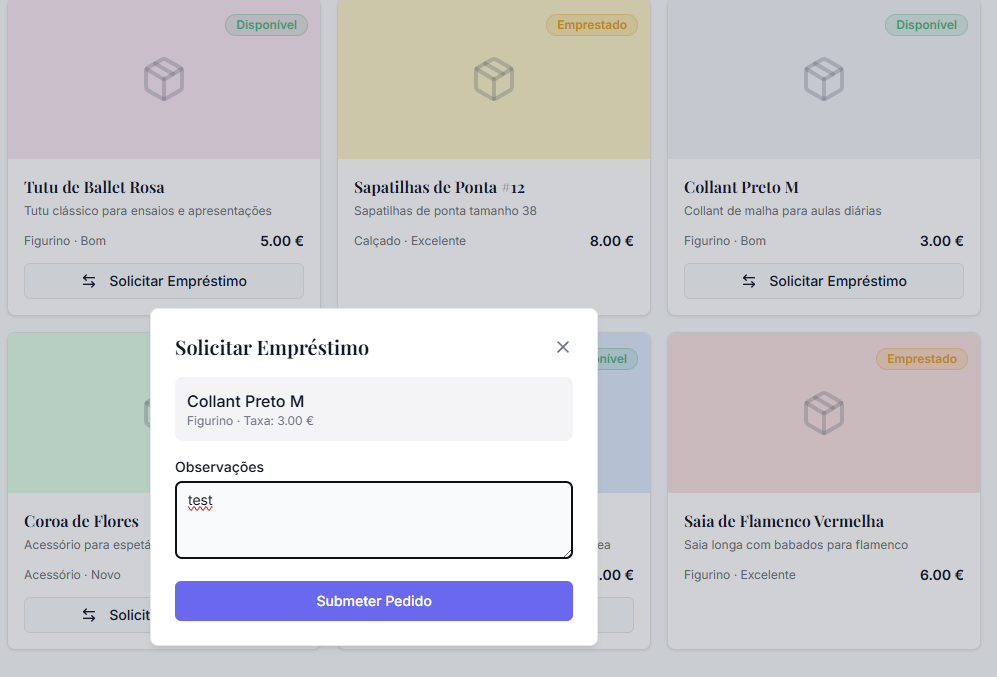 Disponível
Emprestado
Disponível
Tutu de Ballet Rosa
Tutu clássico para ensaios e apresentações
Figurino · Bom
5.00 €
Solicitar Empréstimo
Sapatilhas de Ponta #12
Sapatilhas de ponta tamanho 38
Calçado · Excelente
8.00 €
Collant Preto M
Collant de malha para aulas diárias
Figurino · Bom
3.00 €
Solicitar Empréstimo
Solicitar Empréstimo
Collant Preto M
Figurino · Taxa: 3.00 €
Observações
test
Submeter Pedido
Emprestado
Coroa de Flores
Acessório para
Acessório · Novo
.00 €
Saia de Flamenco Vermelha
Saia longa com babados para flamenco
Figurino · Excelente
6.00 €